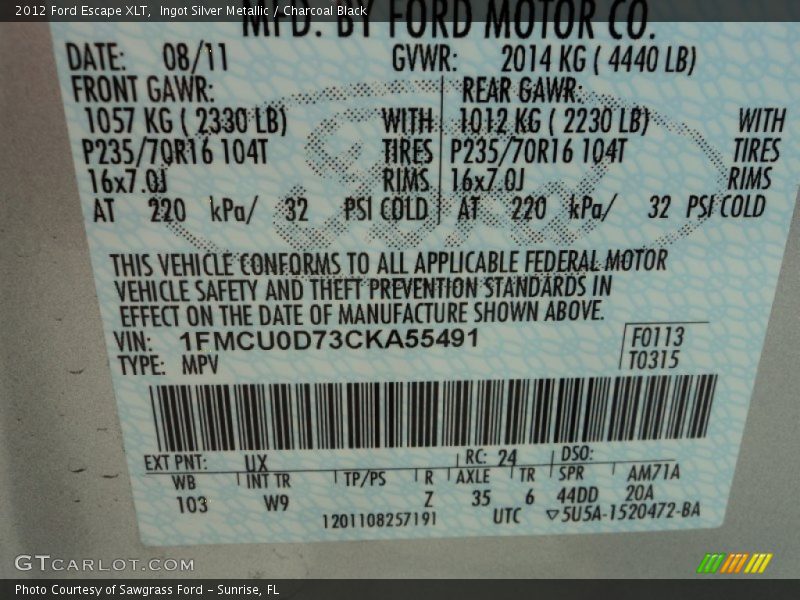 2012 Ford Escape XLT,  Ingot Silver Metallic / Charcoal Black
MFD. BY FORD MOTOR CO.
DATE: 08/11 GVWR: 2014 KG ( 4440 LB)
FRONT GAWR: REAR GAWR:
1057 KG ( 2330 LB) WITH 1012 KG ( 2230 LB) WITH
P235/70R16 104T TIRES P235/70R16 104T TIRES
16x7.0J RIMS 16x7.0J RIMS
AT 220 kPa/ 32 PSI COLD AT 220 kPa/ 32 PSI COLD
Ford
THIS VEHICLE CONFORMS TO ALL APPLICABLE FEDERAL MOTOR
VEHICLE SAFETY AND THEFT PREVENTION STANDARDS IN
EFFECT ON THE DATE OF MANUFACTURE SHOWN ABOVE.
VIN: 1FMCU0D73CKA55491 F0113
TYPE: MPV T0315
EXT PNT: UX RC: 24 DSO:
WB INT TR TP/PS R AXLE TR SPR AM71A
103 W9 Z 35 6 44DD 20A
1201108257191 UTC ▽5U5A-1520472-BA
GTCARLOT.COM
Photo Courtesy of Sawgrass Ford – Sunrise, FL